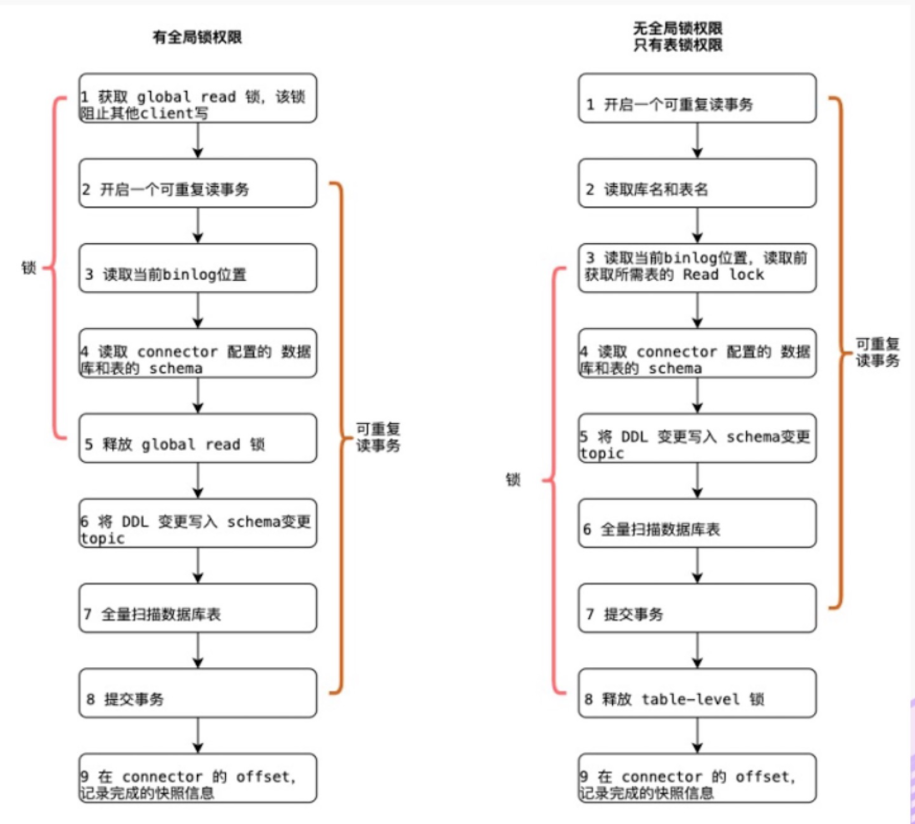 有全局锁权限
1 获取 global read 锁，该锁
阻止其他client写
2 开启一个可重复读事务
3 读取当前binlog位置
4 读取 connector 配置的 数据
库和表的 schema
5 释放 global read 锁
6 将 DDL 变更写入 schema变更
topic
7 全量扫描数据库表
8 提交事务
9 在 connector 的 offset，
记录完成的快照信息
锁
可重复
读事务
无全局锁权限
只有表锁权限
1 开启一个可重复读事务
2 读取库名和表名
3 读取当前binlog位置，读取前
获取所需表的 Read lock
4 读取 connector 配置的 数据
库和表的 schema
5 将 DDL 变更写入 schema变更
topic
6 全量扫描数据库表
7 提交事务
8 释放 table-level 锁
9 在 connector 的 offset，
记录完成的快照信息
锁
可重复
读事务